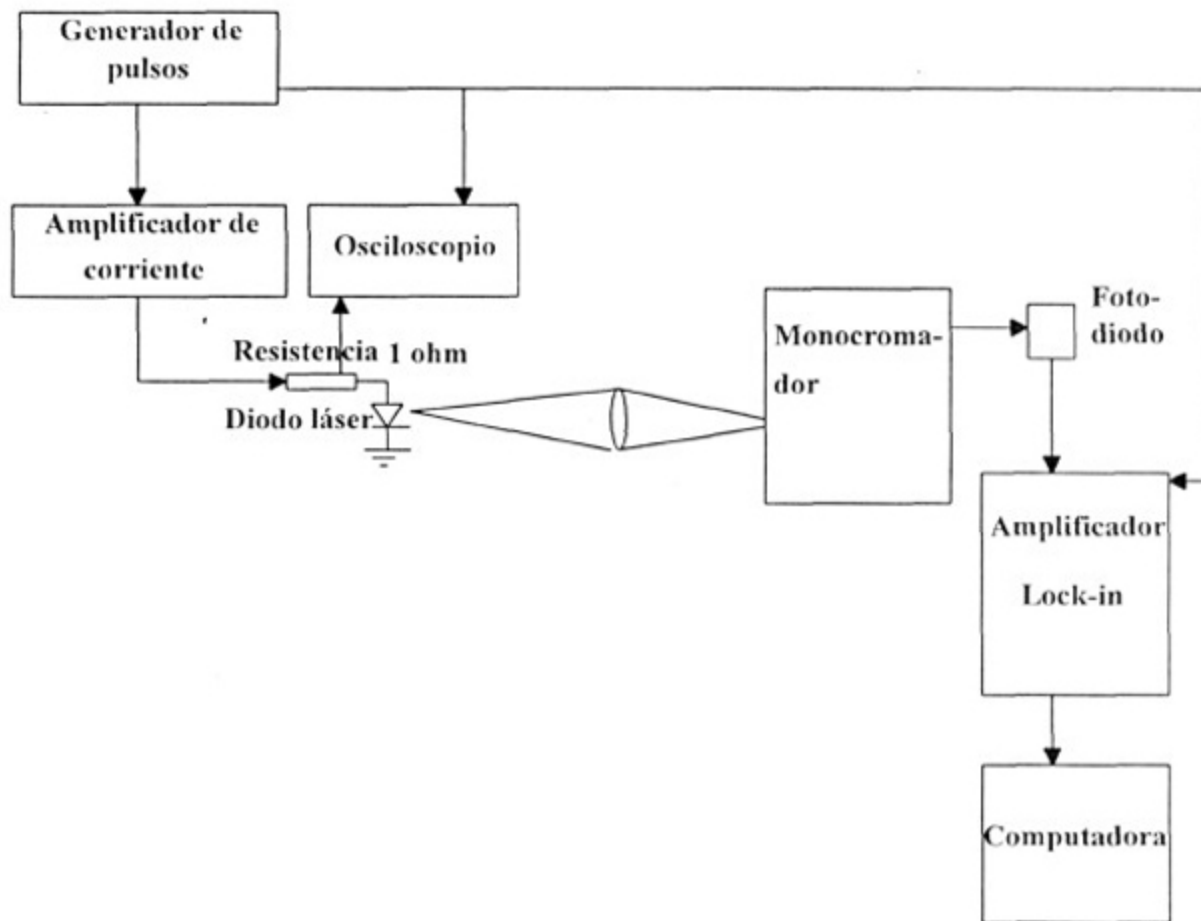 Generador de
pulsos
Amplificador de
corriente
Osciloscopio
Resistencia 1 ohm
Diodo láser
Monocroma-
dor
Foto-
diodo
Amplificador
Lock-in
Computadora